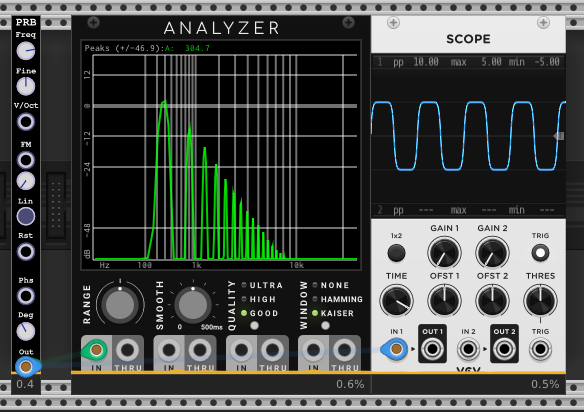 PRB
Freq
Fine
V/Oct
FM
Lin
Rst
Phs
Deg
Out
0.4
ANALYZER
Peaks (+/-46.9):A: 304.7
12
0
-12
-24
-48
dB
Hz 100 1k 10k
RANGE
SMOOTH
0 500ms
QUALITY
ULTRA
HIGH
GOOD
WINDOW
NONE
HAMMING
KAISER
IN THRU IN THRU IN THRU IN THRU
0.6%
SCOPE
1 pp 10.00 max 5.00 min -5.00
2 pp --- max --- min ---
1x2 GAIN 1 GAIN 2 TRIG
TIME OFST 1 OFST 2 THRES
IN 1 OUT 1 IN 2 OUT 2 TRIG
0.5%